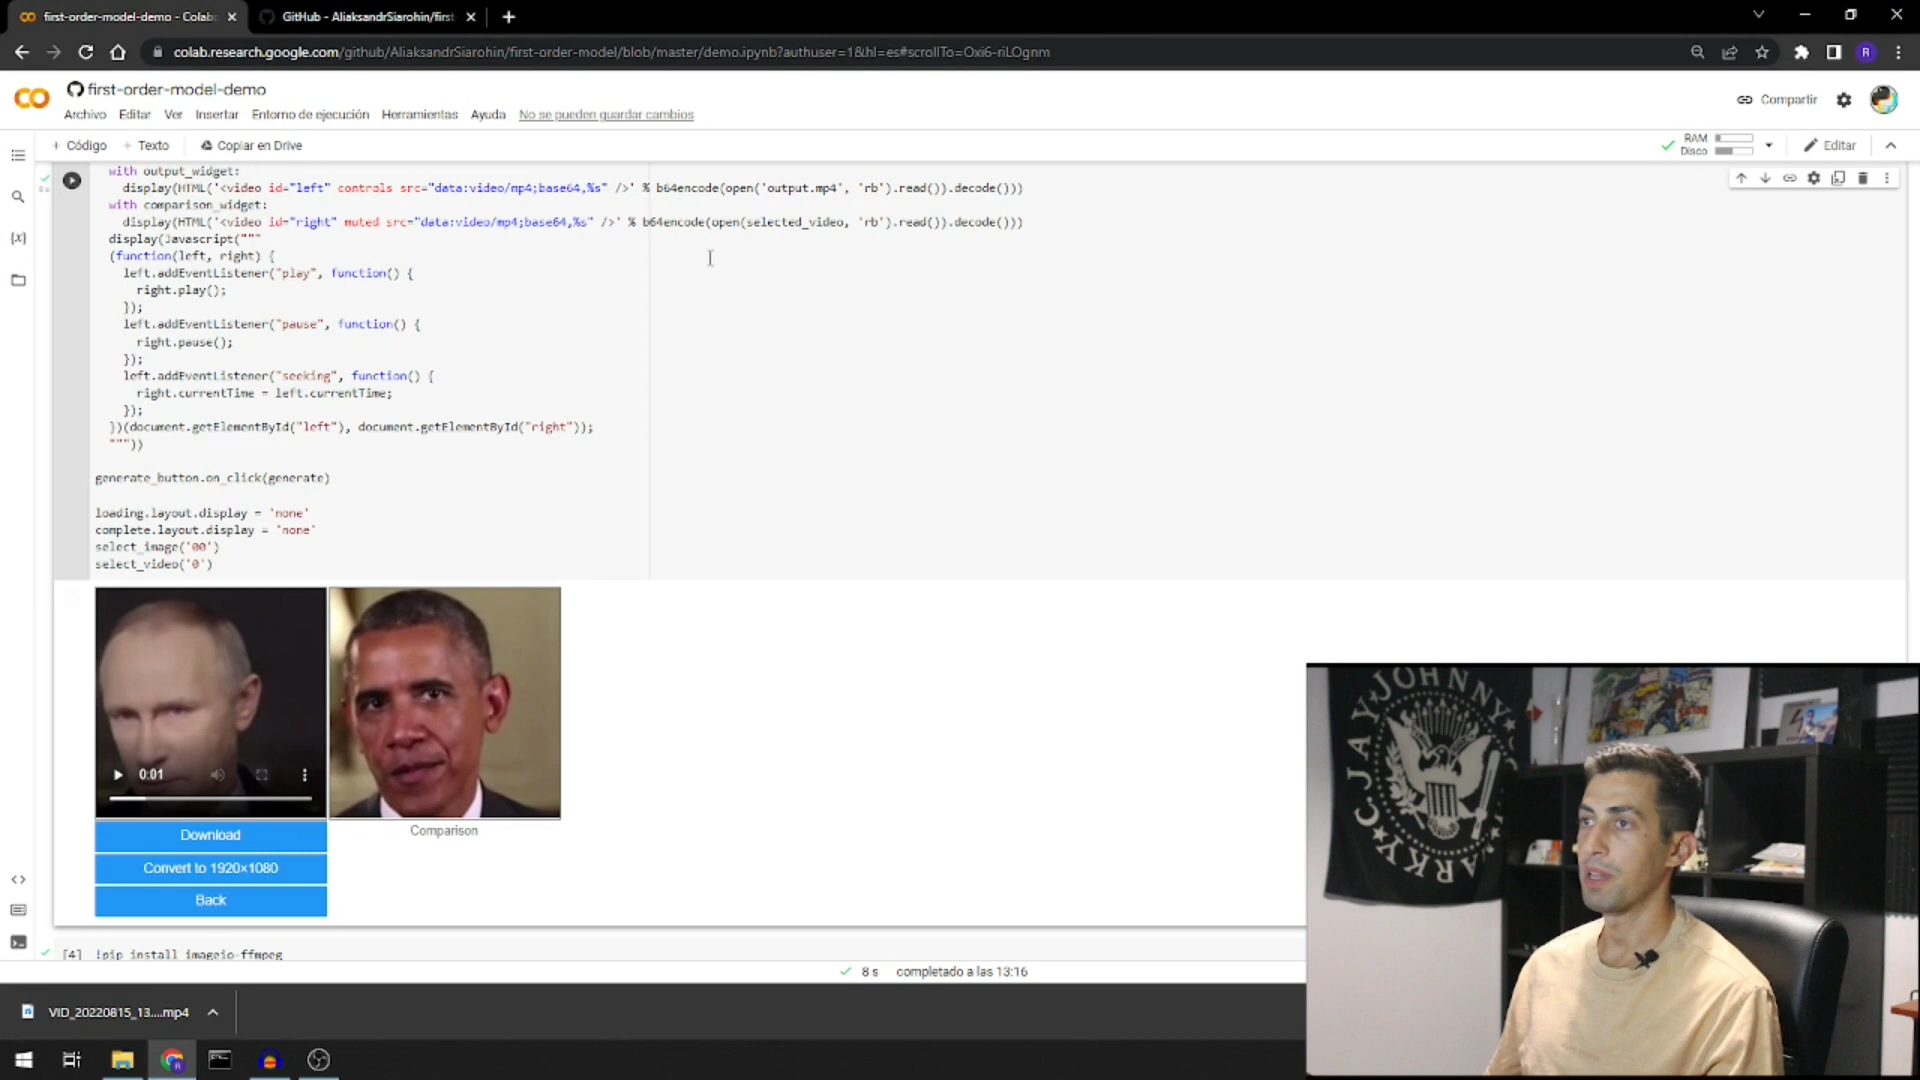 first-order-model-demo - Colab
GitHub - AliaksandrSiarohin/first
colab.research.google.com/github/AliaksandrSiarohin/first-order-model/blob/master/demo.ipynb?authuser=1&hl=es#scrollTo=Oxi6-riLOgnm
R
first-order-model-demo
Compartir
Archivo Editar Ver Insertar Entorno de ejecución Herramientas Ayuda No se pueden guardar cambios
+ Código + Texto Copiar en Drive
RAM
Disco
Editar
with output_widget:
display(HTML('<video id="left" controls src="data:video/mp4;base64,%s" />' % b64encode(open('output.mp4', 'rb').read()).decode()))
with comparison_widget:
display(HTML('<video id="right" muted src="data:video/mp4;base64,%s" />' % b64encode(open(selected_video, 'rb').read()).decode()))
display(Javascript("""
(function(left, right) {
left.addEventListener("play", function() {
right.play();
});
left.addEventListener("pause", function() {
right.pause();
});
left.addEventListener("seeking", function() {
right.currentTime = left.currentTime;
});
})(document.getElementById("left"), document.getElementById("right"));
"""))
generate_button.on_click(generate)
loading.layout.display = 'none'
complete.layout.display = 'none'
select_image('00')
select_video('0')
0:01
Download
Comparison
Convert to 1920×1080
Back
[4] !pip install imageio-ffmpeg
8 s completado a las 13:16
VID_20220815_13....mp4
JOHNNY
C.JAY
ARKY